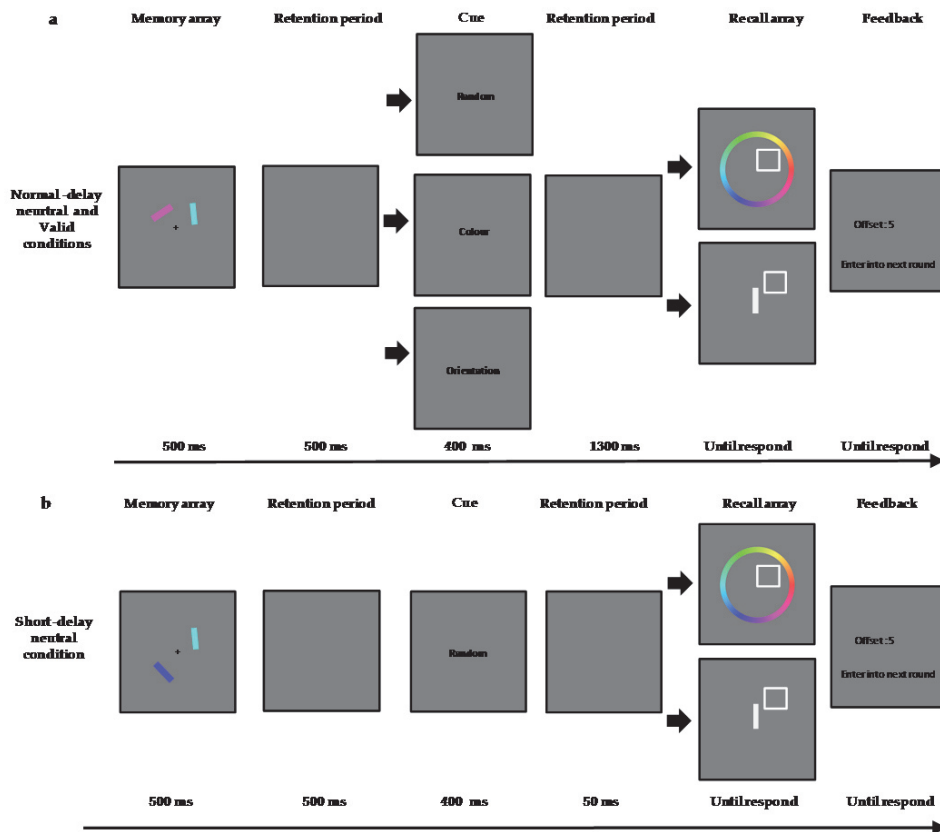 a
Memory array Retention period Cue Retention period Recall array Feedback
Random
Normal-delay
neurtral and
Valid
conditions
Colour
Offset: 5
Enter into next round
Orientation
500 ms 500 ms 400 ms 1300 ms Until respond Until respond
b
Memory array Retention period Cue Retention period Recall array Feedback
Short-delay
neutral
condition
Random
Offset: 5
Enter into next round
500 ms 500 ms 400 ms 50 ms Until respond Until respond